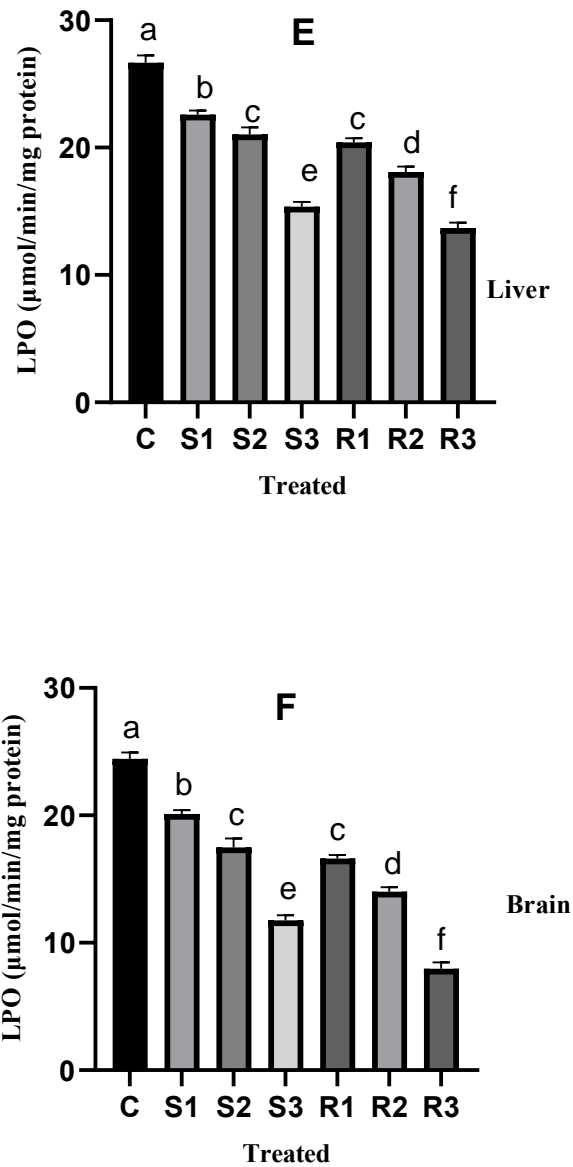 E
LPO (µmol/min/mg protein)
30
20
10
0
a
b
c
e
c
d
f
Liver
C S1 S2 S3 R1 R2 R3
Treated
F
LPO (µmol/min/mg protein)
30
20
10
0
a
b
c
e
c
d
f
Brain
C S1 S2 S3 R1 R2 R3
Treated